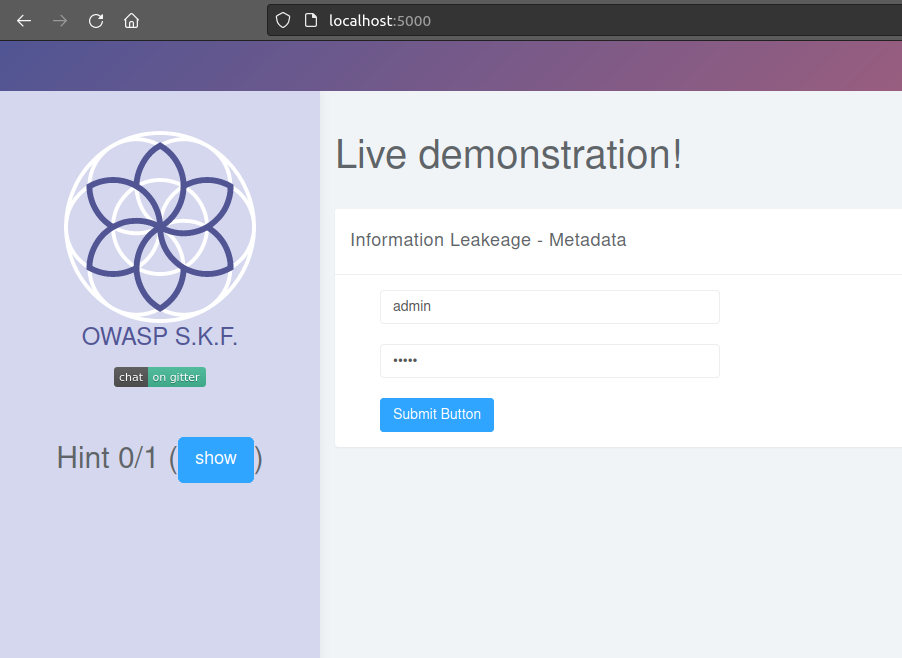 localhost:5000
OWASP S.K.F.
chat on gitter
Hint 0/1 (show)
Live demonstration!
Information Leakeage - Metadata
admin
•••••
Submit Button